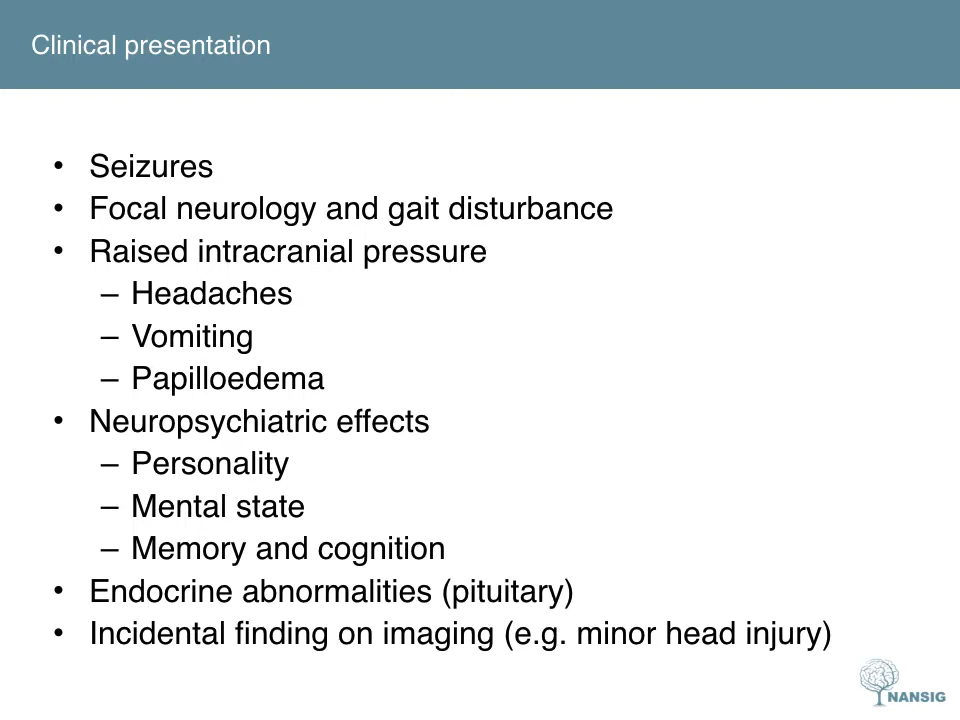 Clinical presentation
• Seizures
• Focal neurology and gait disturbance
• Raised intracranial pressure
– Headaches
– Vomiting
– Papilloedema
• Neuropsychiatric effects
– Personality
– Mental state
– Memory and cognition
• Endocrine abnormalities (pituitary)
• Incidental finding on imaging (e.g. minor head injury)
NANSIG